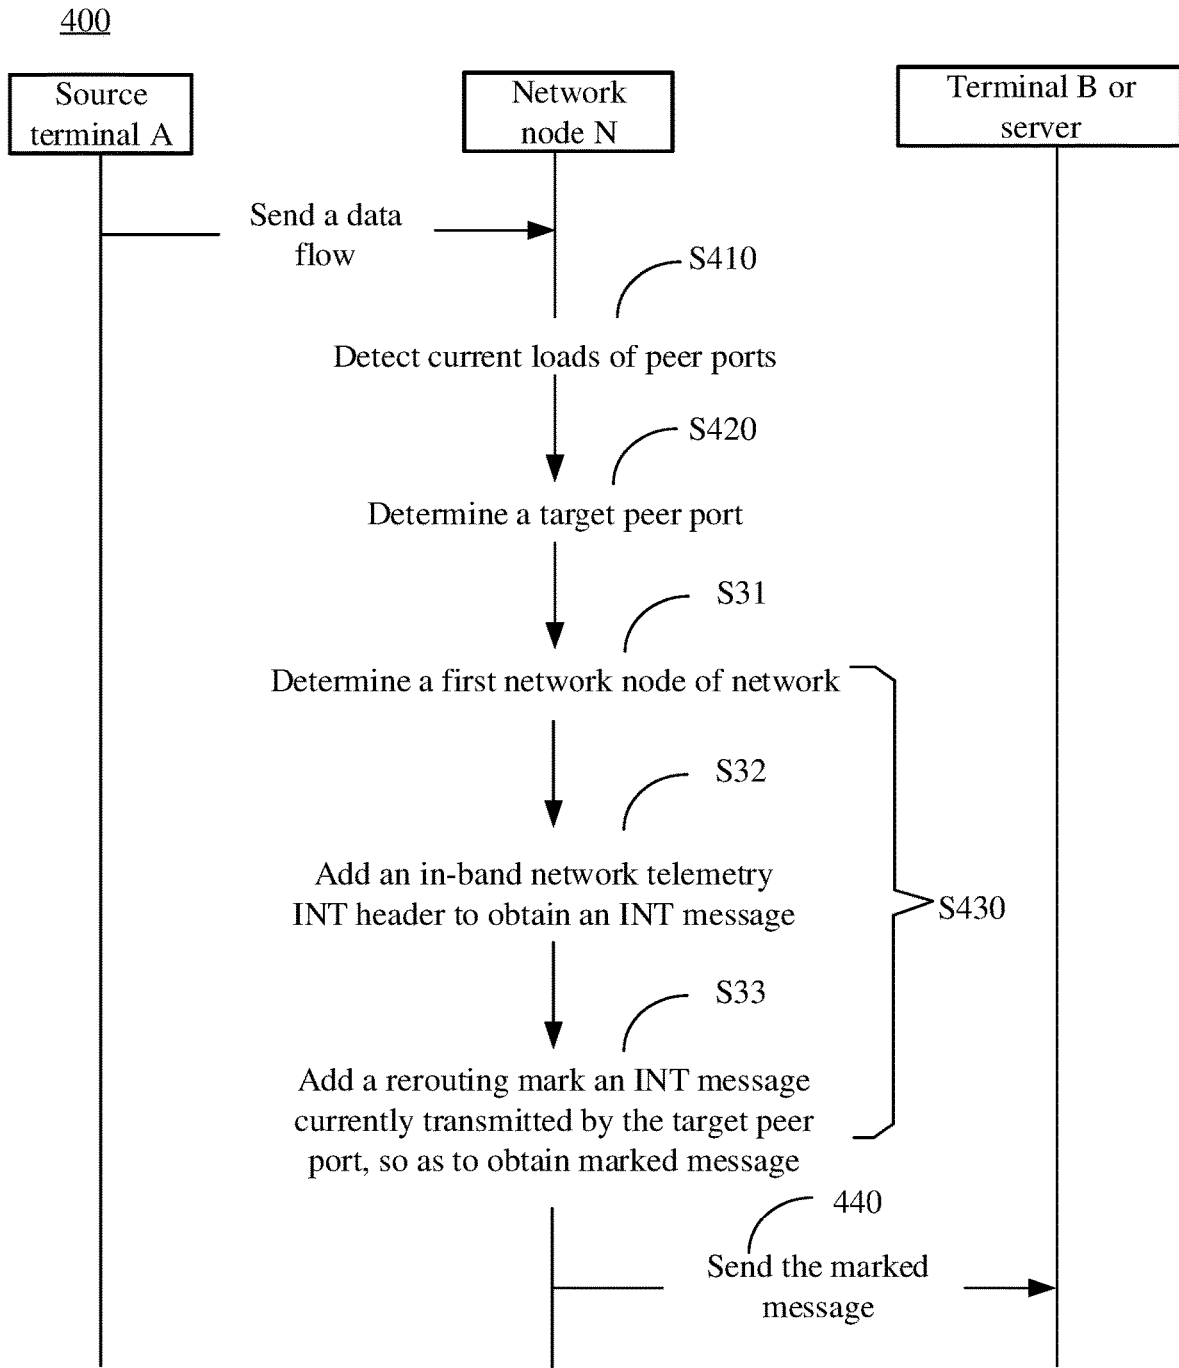 400
Source
terminal A
Network
node N
Terminal B or
server
Send a data
flow
S410
Detect current loads of peer ports
S420
Determine a target peer port
S31
Determine a first network node of network
S32
Add an in-band network telemetry
INT header to obtain an INT message
S430
S33
Add a rerouting mark an INT message
currently transmitted by the target peer
port, so as to obtain marked message
440
Send the marked
message